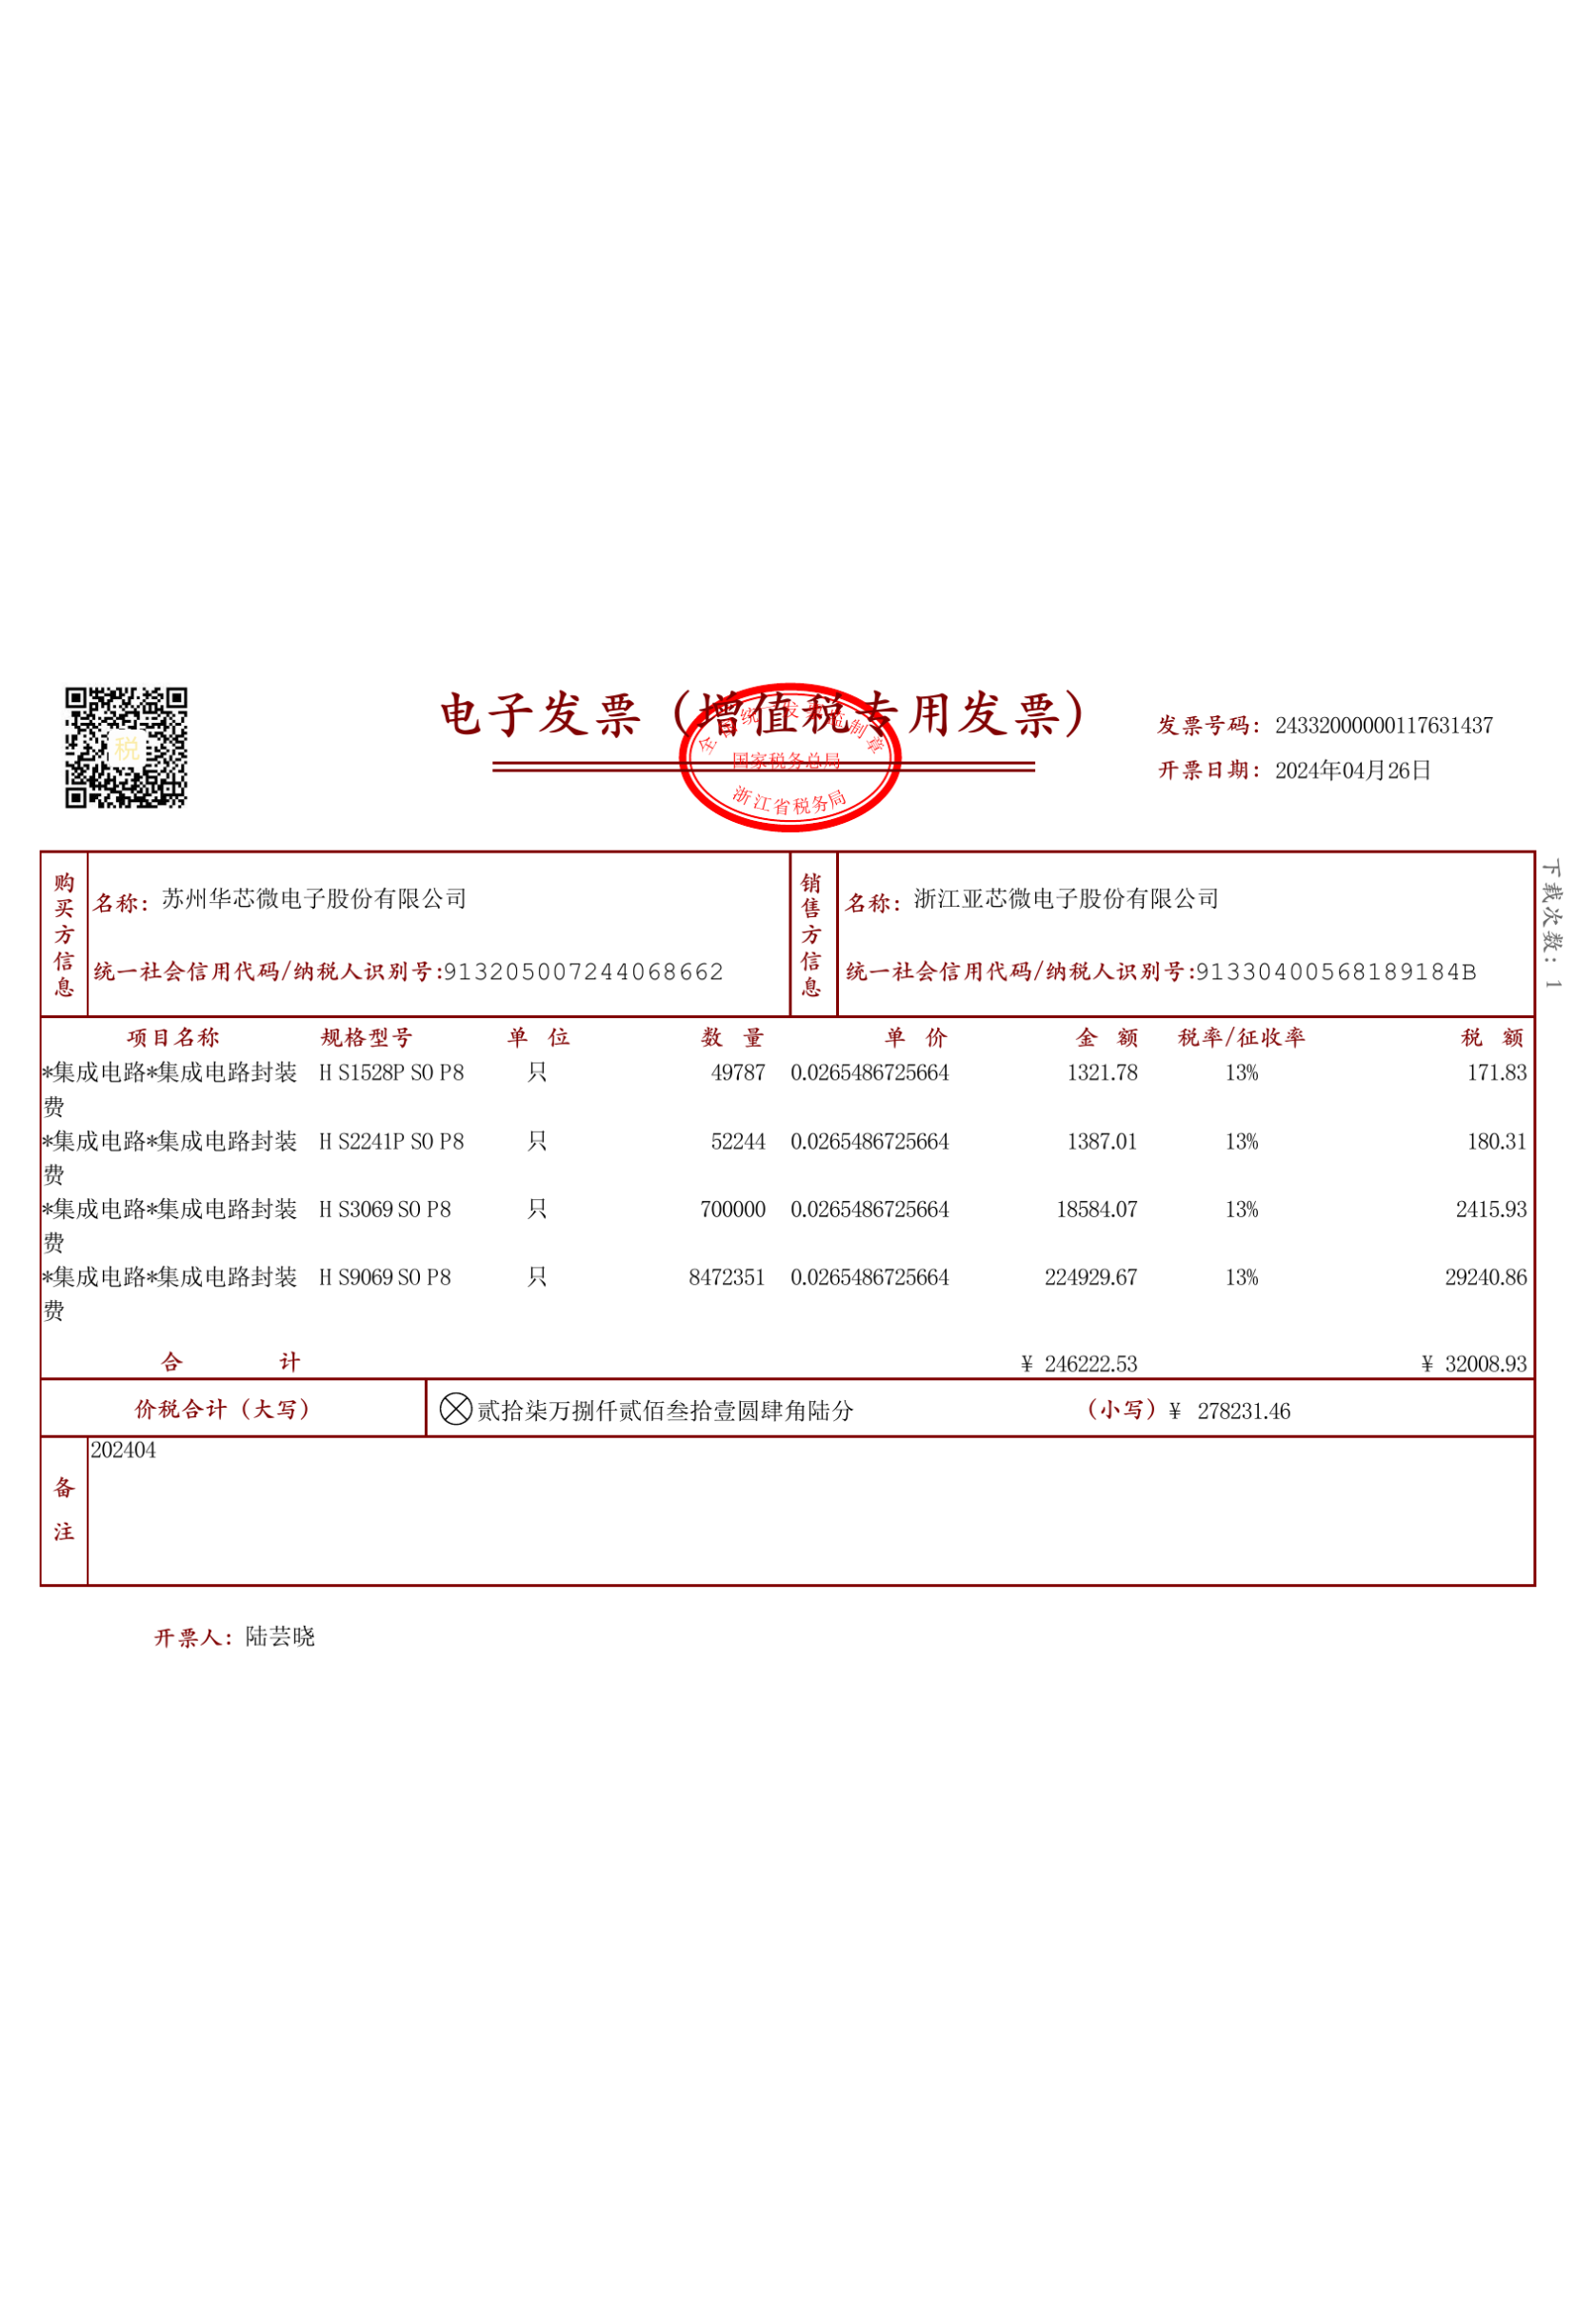 电子发票（增值税专用发票）
全国统一发票监制章
国家税务总局
浙江省税务局
税
发票号码：24332000000117631437
开票日期：2024年04月26日
下载次数：1
购买方信息
名称：苏州华芯微电子股份有限公司
统一社会信用代码/纳税人识别号:913205007244068662
销售方信息
名称：浙江亚芯微电子股份有限公司
统一社会信用代码/纳税人识别号:91330400568189184B
项目名称 规格型号 单位 数量 单价 金额 税率/征收率 税额
*集成电路*集成电路封装 HS1528P SOP8 只 49787 0.0265486725664 1321.78 13% 171.83
费
*集成电路*集成电路封装 HS2241P SOP8 只 52244 0.0265486725664 1387.01 13% 180.31
费
*集成电路*集成电路封装 HS3069 SOP8 只 700000 0.0265486725664 18584.07 13% 2415.93
费
*集成电路*集成电路封装 HS9069 SOP8 只 8472351 0.0265486725664 224929.67 13% 29240.86
费
合计 ¥ 246222.53 ¥ 32008.93
价税合计（大写） 贰拾柒万捌仟贰佰叁拾壹圆肆角陆分 （小写）¥ 278231.46
备注
202404
开票人：陆芸晓